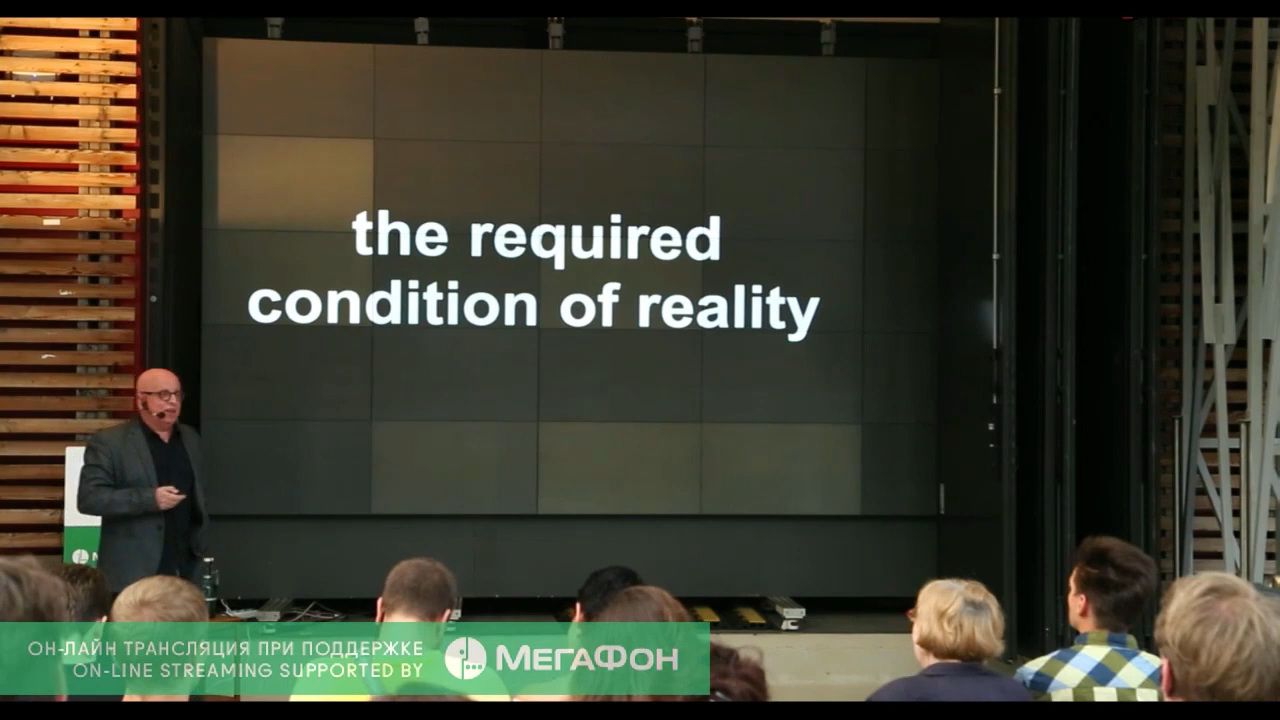 the required
condition of reality
ОН-ЛАЙН ТРАНСЛЯЦИЯ ПРИ ПОДДЕРЖКЕ
ON-LINE STREAMING SUPPORTED BY
МЕГАФОН